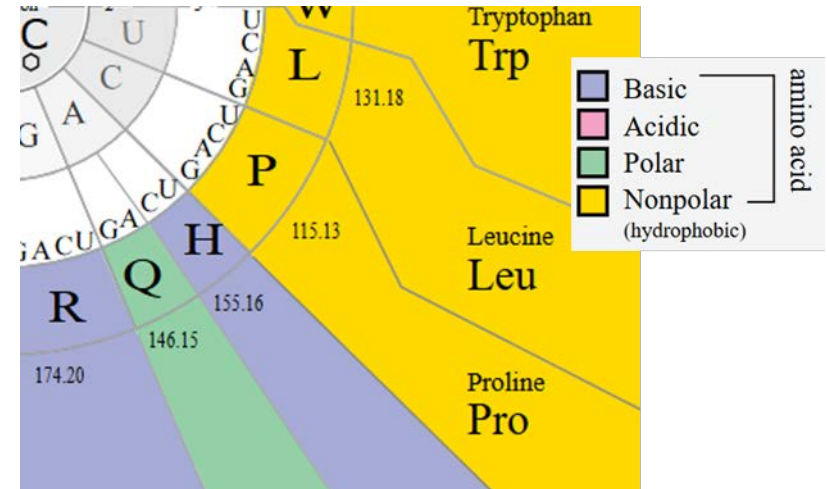 W
Tryptophan
Trp
C
U
C
A
G
U
C
A
G
L
131.18
U
C
A
G
P
115.13
Leucine
Leu
U
C
A
G
H
155.16
Q
146.15
U
C
A
G
R
174.20
Proline
Pro
Basic
Acidic
Polar
Nonpolar
(hydrophobic)
amino acid